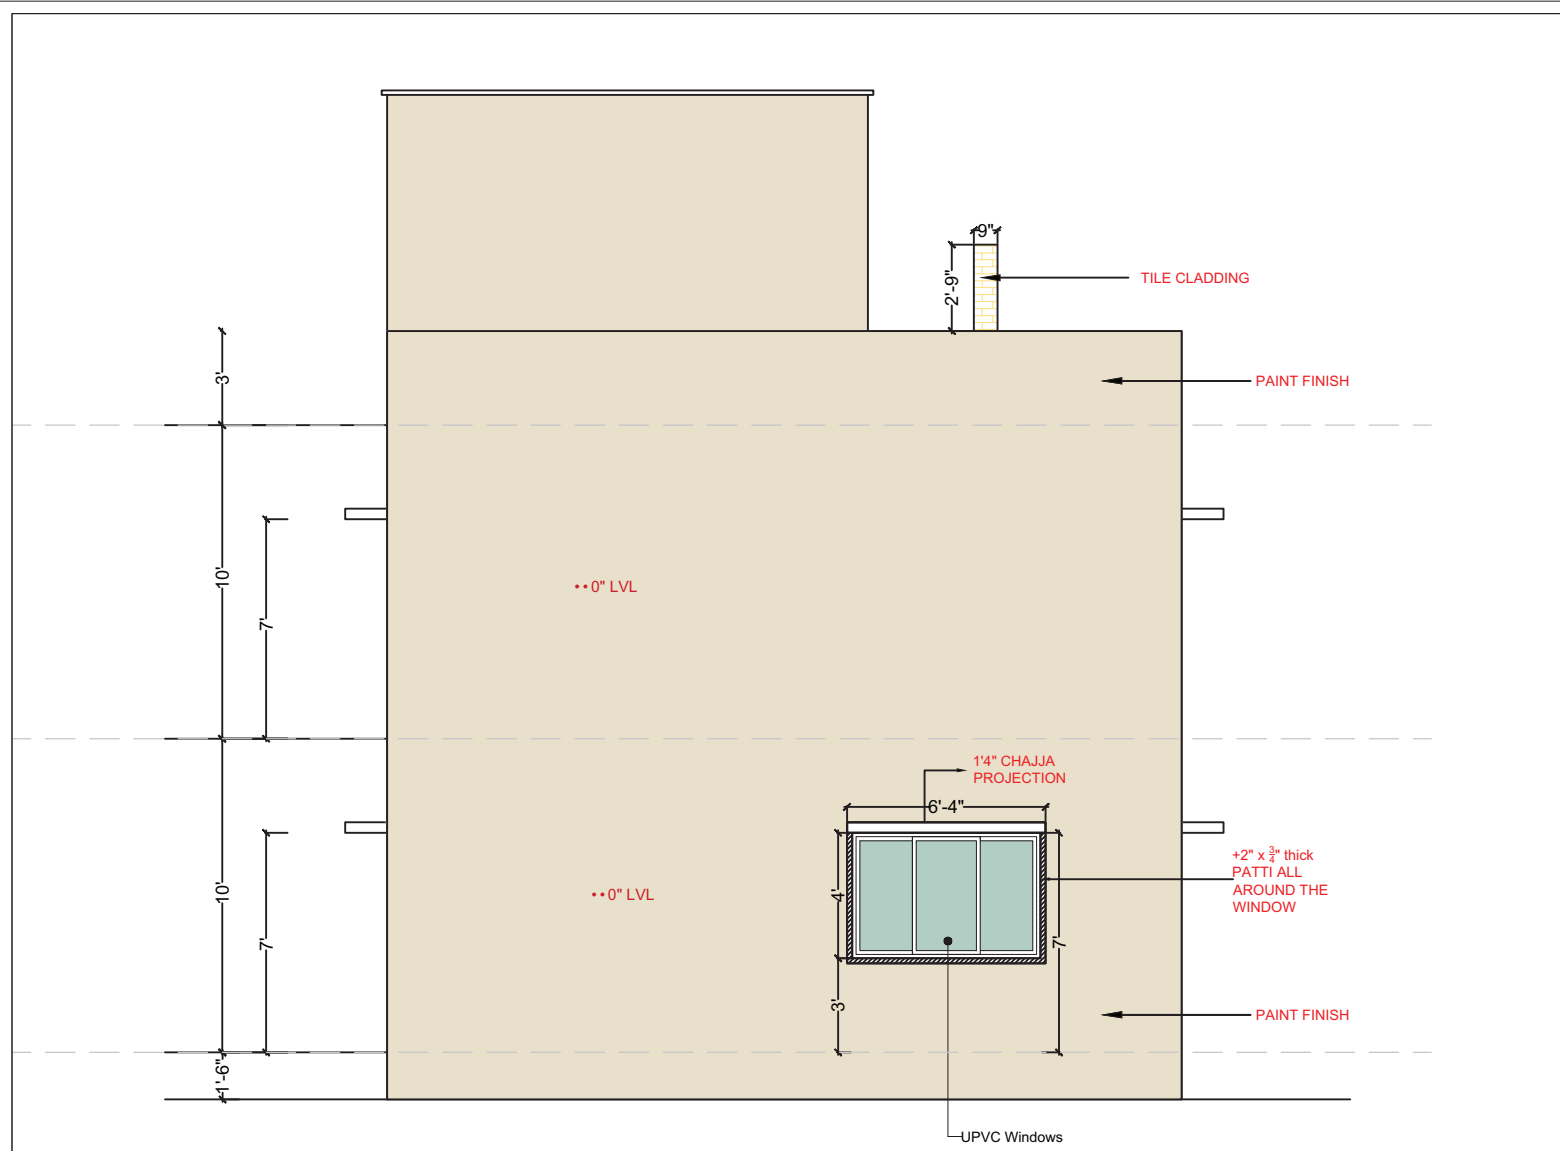 9"
2'-9"
TILE CLADDING
3'
PAINT FINISH
10'
7'
•• 0" LVL
1'4" CHAJJA
PROJECTION
6'-4"
+2" x 3/4" thick
PATTI ALL
AROUND THE
WINDOW
10'
•• 0" LVL
4'
7'
7'
3'
PAINT FINISH
1'-6"
UPVC Windows